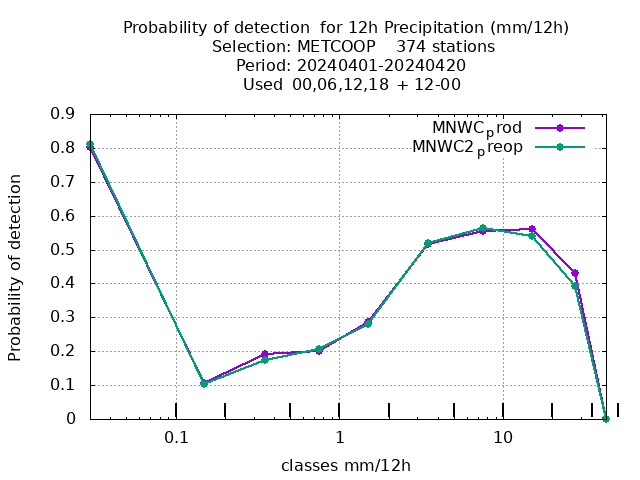 Probability of detection  for 12h Precipitation (mm/12h)
Selection: METCOOP    374 stations
Period: 20240401-20240420
Used  00,06,12,18  + 12-00
MNWCprod
MNWC2preop
0.9
0.8
0.7
0.6
0.5
0.4
0.3
0.2
0.1
0
Probability of detection
0.1 1 10
classes mm/12h